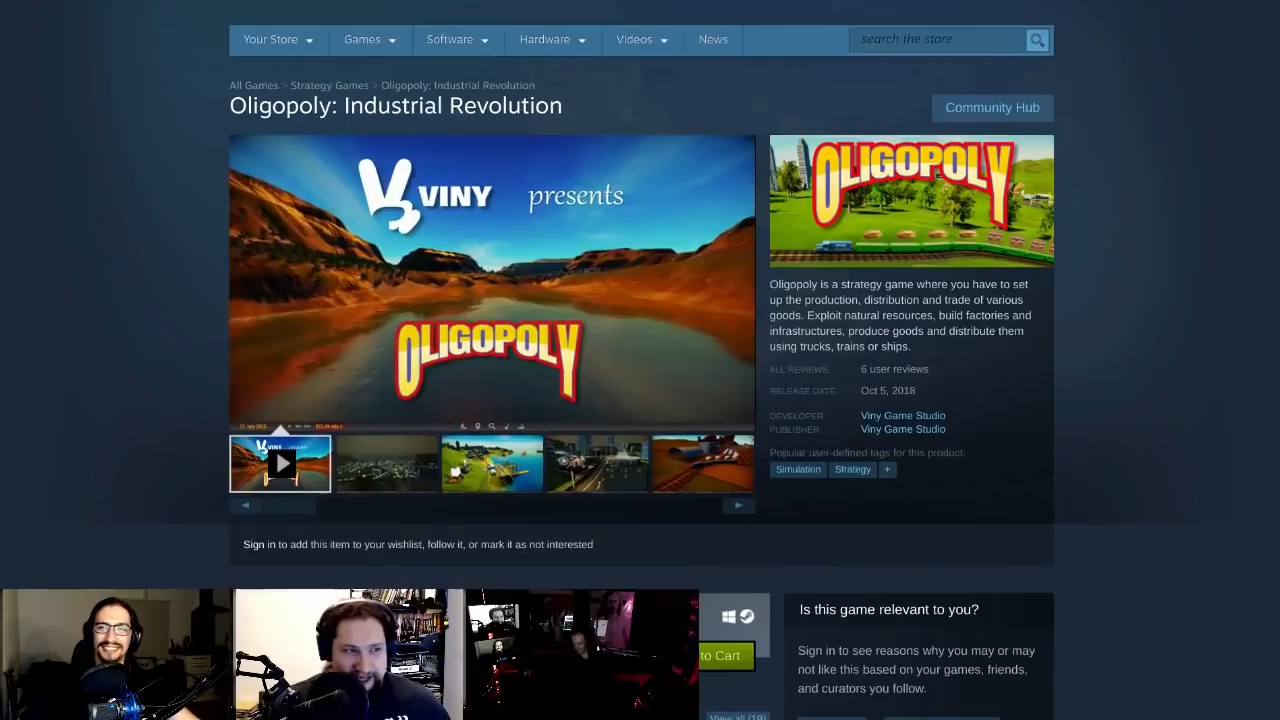 Your Store
Games
Software
Hardware
Videos
News
search the store
All Games > Strategy Games > Oligopoly: Industrial Revolution
Oligopoly: Industrial Revolution
Community Hub
VINY presents
OLIGOPOLY
OLIGOPOLY
Oligopoly is a strategy game where you have to set
up the production, distribution and trade of various
goods. Exploit natural resources, build factories and
infrastructures, produce goods and distribute them
using trucks, trains or ships.
ALL REVIEWS: 6 user reviews
RELEASE DATE: Oct 5, 2018
DEVELOPER: Viny Game Studio
PUBLISHER: Viny Game Studio
Popular user-defined tags for this product:
Simulation Strategy +
Sign in to add this item to your wishlist, follow it, or mark it as not interested
to Cart
Is this game relevant to you?
Sign in to see reasons why you may or may
not like this based on your games, friends,
and curators you follow.
View all (19)